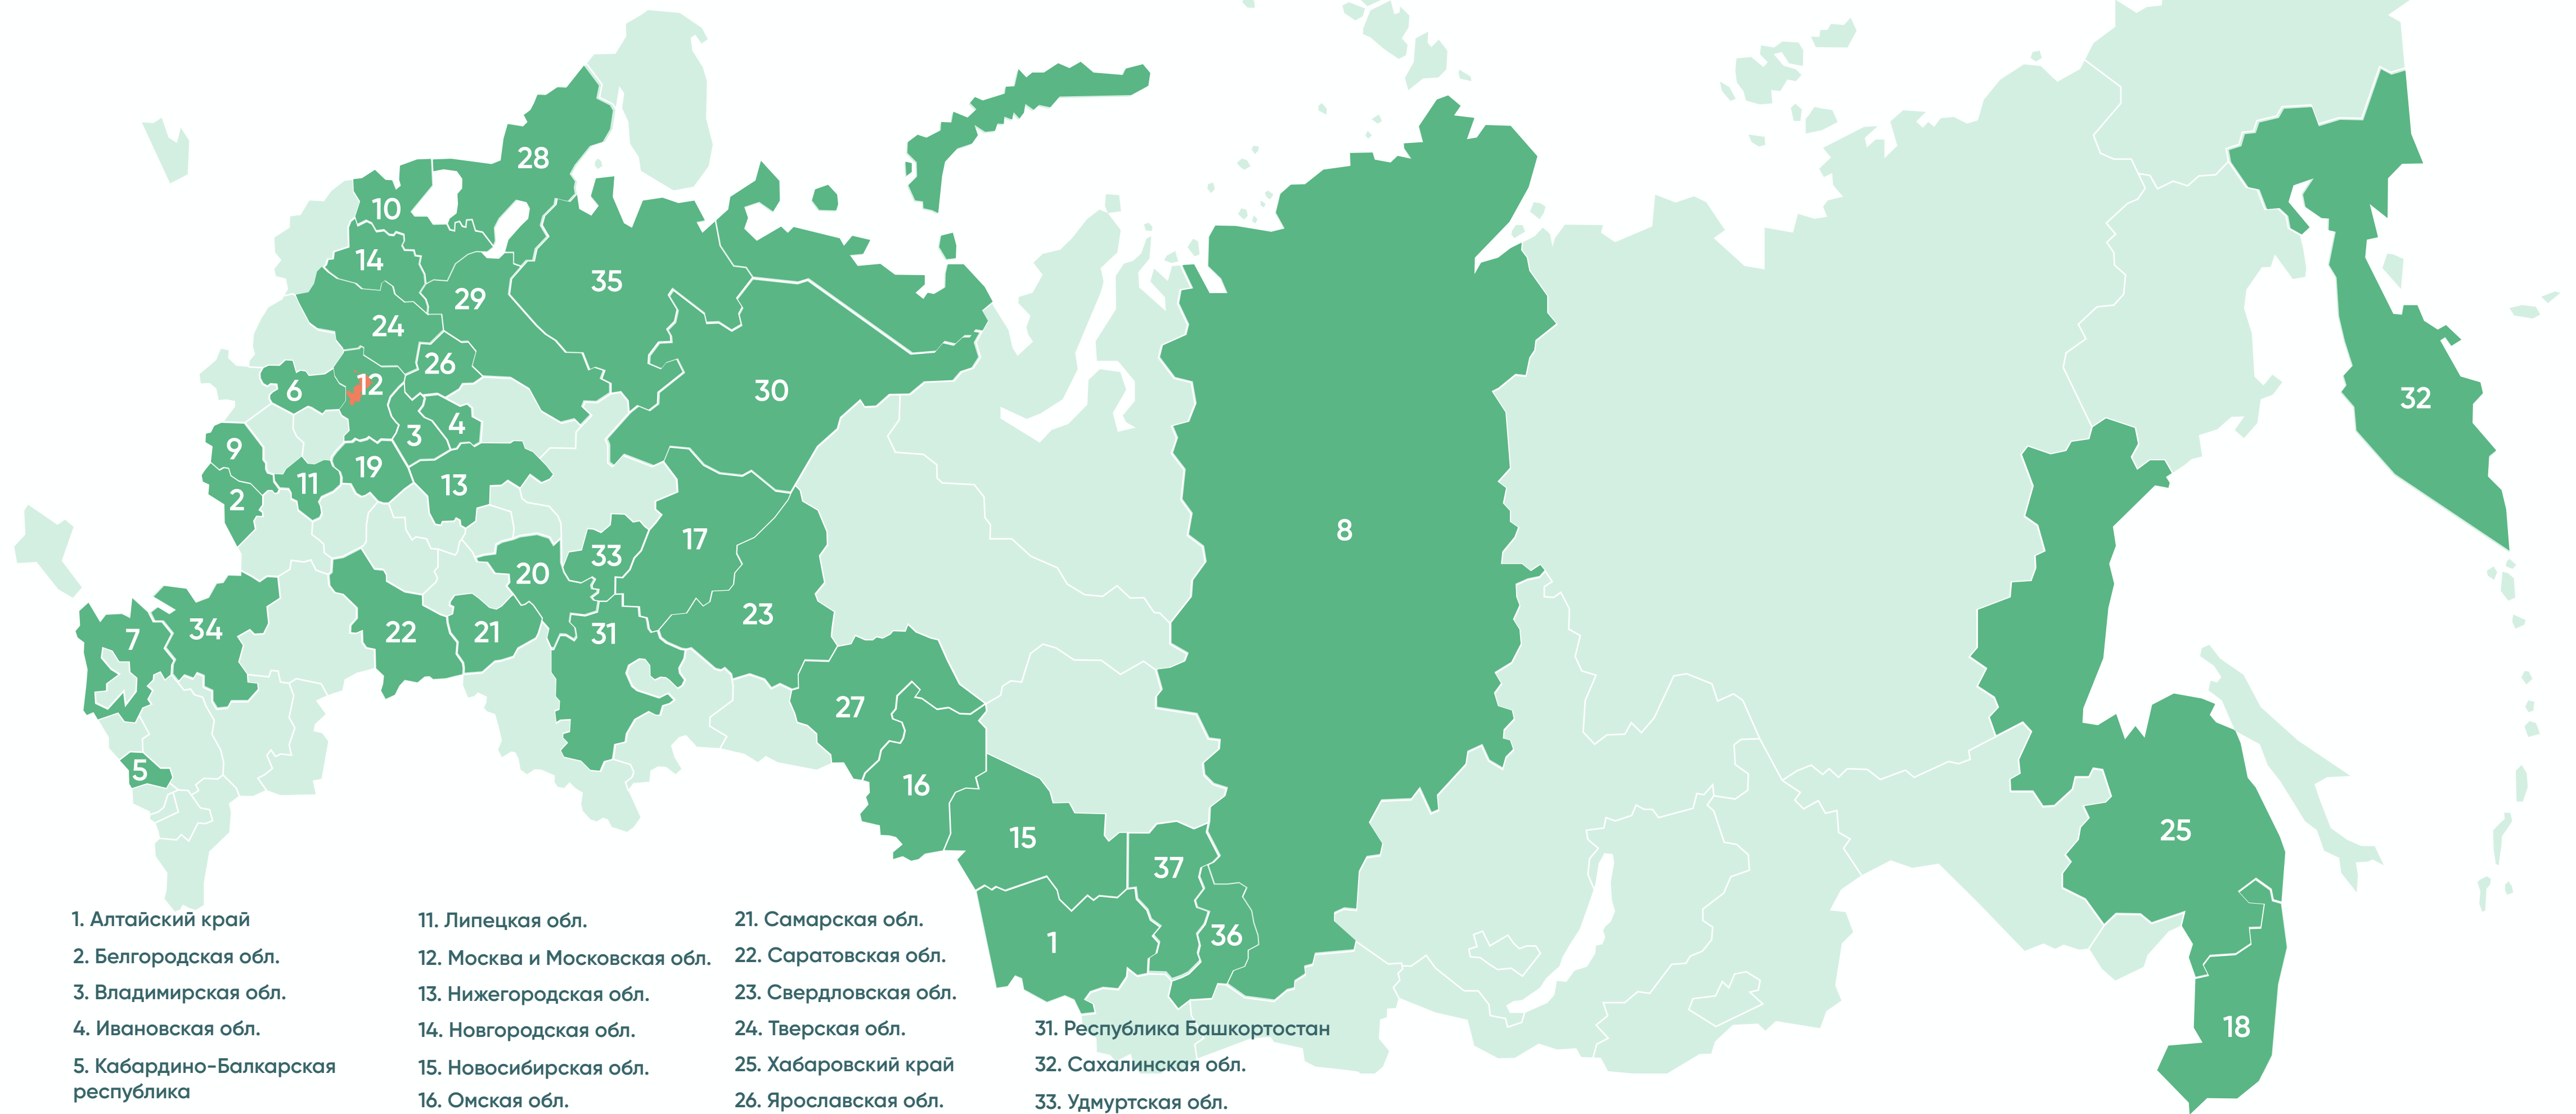 28
10
14
35
29
24
26
30
6
12
4
3
32
9
19
11
13
2
8
17
33
20
23
34
7
22
21
31
27
5
16
15
25
37
36
1
18
1. Алтайский край
2. Белгородская обл.
3. Владимирская обл.
4. Ивановская обл.
5. Кабардино-Балкарская
республика
11. Липецкая обл.
12. Москва и Московская обл.
13. Нижегородская обл.
14. Новгородская обл.
15. Новосибирская обл.
16. Омская обл.
21. Самарская обл.
22. Саратовская обл.
23. Свердловская обл.
24. Тверская обл.
25. Хабаровский край
26. Ярославская обл.
31. Республика Башкортостан
32. Сахалинская обл.
33. Удмуртская обл.